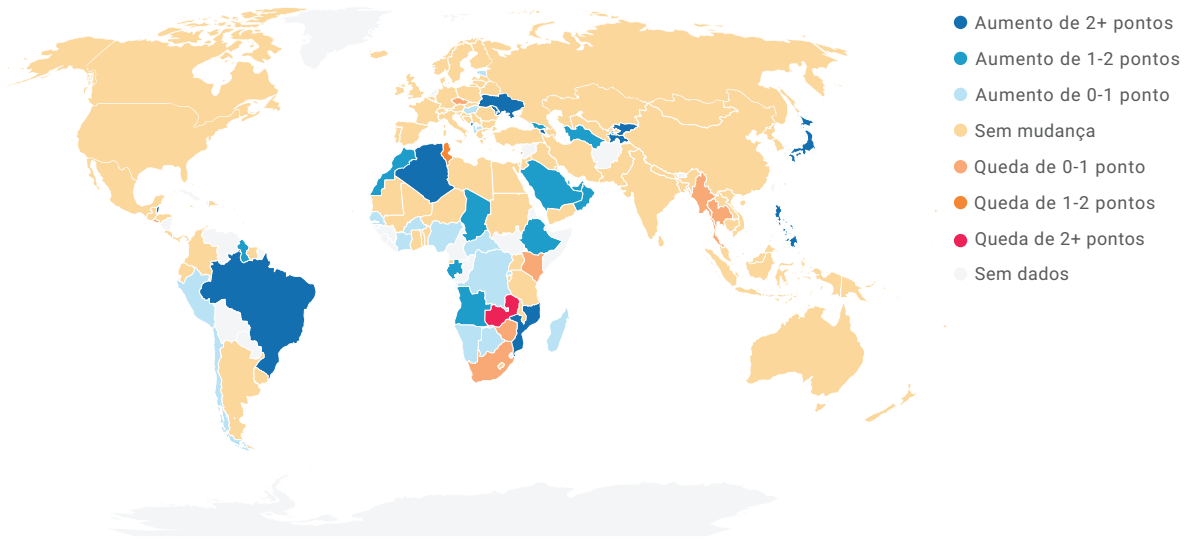 Aumento de 2+ pontos
Aumento de 1-2 pontos
Aumento de 0-1 ponto
Sem mudança
Queda de 0-1 ponto
Queda de 1-2 pontos
Queda de 2+ pontos
Sem dados